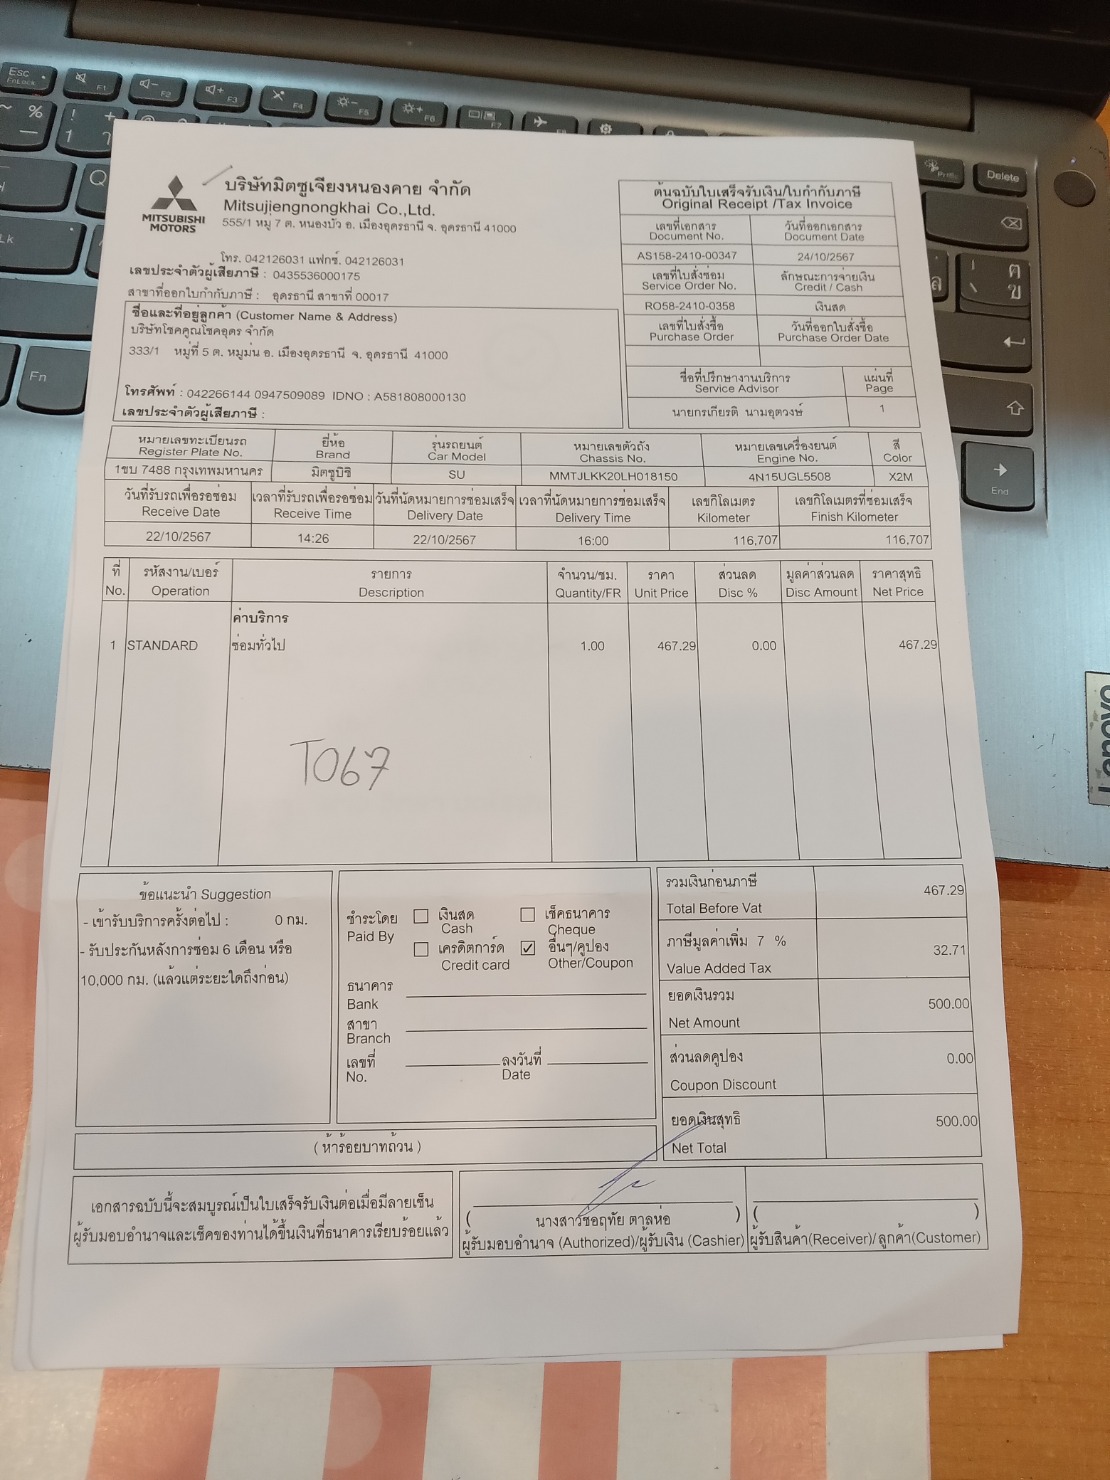 บริษัทมิตซูเจียงหนองคาย จำกัด
Mitsujiengnongkhai Co.,Ltd.
555/1 หมู่ 7 ต. หนองบัว อ. เมืองอุดรธานี จ. อุดรธานี 41000
MITSUBISHI
MOTORS
โทร. 042126031 แฟกซ์. 042126031
เลขประจำตัวผู้เสียภาษี : 0435536000175
สาขาที่ออกใบกำกับภาษี : อุดรธานี สาขาที่ 00017
ต้นฉบับใบเสร็จรับเงิน/ใบกำกับภาษี
Original Receipt /Tax Invoice
เลขที่เอกสาร วันที่ออกเอกสาร
Document No. Document Date
AS158-2410-00347 24/10/2567
เลขที่ใบสั่งซ่อม ลักษณะการจ่ายเงิน
Service Order No. Credit / Cash
RO58-2410-0358 เงินสด
เลขที่ใบสั่งซื้อ วันที่ออกใบสั่งซื้อ
Purchase Order Purchase Order Date
ชื่อที่ปรึกษางานบริการ แผ่นที่
Service Advisor Page
นายกรเกียรติ นามอุตวงษ์ 1
ชื่อและที่อยู่ลูกค้า (Customer Name & Address)
บริษัทโชคคูณโชคอุดร จำกัด
333/1 หมู่ที่ 5 ต. หมูม่น อ. เมืองอุดรธานี จ. อุดรธานี 41000
โทรศัพท์ : 042266144 0947509089 IDNO : A581808000130
เลขประจำตัวผู้เสียภาษี :
หมายเลขทะเบียนรถ ยี่ห้อ รุ่นรถยนต์ หมายเลขตัวถัง หมายเลขเครื่องยนต์ สี
Register Plate No. Brand Car Model Chassis No. Engine No. Color
1ขบ 7488 กรุงเทพมหานคร มิตซูบิชิ SU MMTJLKK20LH018150 4N15UGL5508 X2M
วันที่รับรถเพื่อรอซ่อม เวลาที่รับรถเพื่อรอซ่อม วันที่นัดหมายการซ่อมเสร็จ เวลาที่นัดหมายการซ่อมเสร็จ เลขกิโลเมตร เลขกิโลเมตรที่ซ่อมเสร็จ
Receive Date Receive Time Delivery Date Delivery Time Kilometer Finish Kilometer
22/10/2567 14:26 22/10/2567 16:00 116,707 116,707
ที่ รหัสงาน/เบอร์ รายการ จำนวน/ชม. ราคา ส่วนลด มูลค่าส่วนลด ราคาสุทธิ
No. Operation Description Quantity/FR Unit Price Disc % Disc Amount Net Price
ค่าบริการ
1 STANDARD ซ่อมทั่วไป 1.00 467.29 0.00 467.29
T067
ข้อแนะนำ Suggestion
- เข้ารับบริการครั้งต่อไป : 0 กม.
- รับประกันหลังการซ่อม 6 เดือน หรือ
10,000 กม. (แล้วแต่ระยะใดถึงก่อน)
ชำระโดย เงินสด เช็คธนาคาร
Paid By Cash Cheque
เครดิตการ์ด ☑ อื่นๆ/คูปอง
Credit card Other/Coupon
ธนาคาร
Bank
สาขา
Branch
เลขที่ ลงวันที่
No. Date
รวมเงินก่อนภาษี 467.29
Total Before Vat
ภาษีมูลค่าเพิ่ม 7 % 32.71
Value Added Tax
ยอดเงินรวม 500.00
Net Amount
ส่วนลดคูปอง 0.00
Coupon Discount
ยอดเงินสุทธิ 500.00
Net Total
( ห้าร้อยบาทถ้วน )
เอกสารฉบับนี้จะสมบูรณ์เป็นใบเสร็จรับเงินต่อเมื่อมีลายเซ็น
ผู้รับมอบอำนาจและเช็คของท่านได้ขึ้นเงินที่ธนาคารเรียบร้อยแล้ว
( นางสาวช่อฤทัย ตาลห่อ ) ( )
ผู้รับมอบอำนาจ (Authorized)/ผู้รับเงิน (Cashier) ผู้รับสินค้า(Receiver)/ลูกค้า(Customer)
Esc
FnLock
F1
F2
F3
F4
F5
F6
F7
Delete
Q
Fn
End
Lenovo